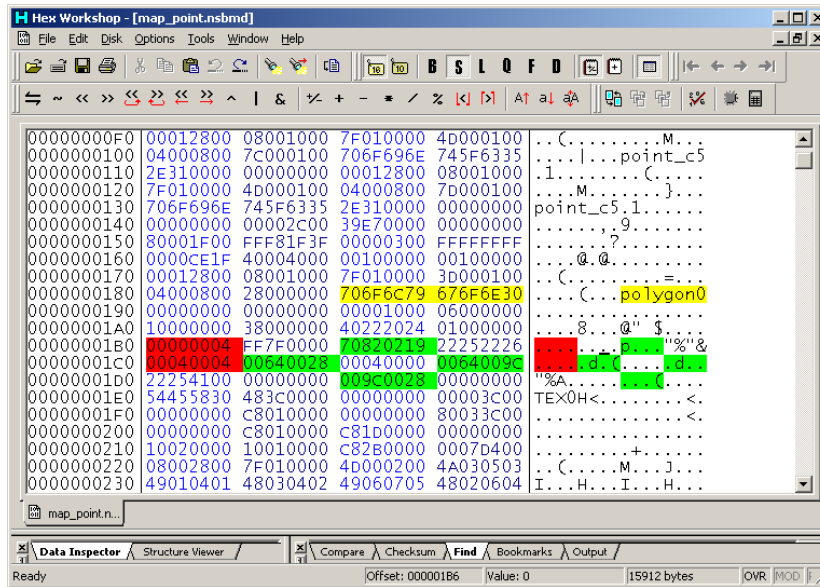 Hex Workshop - [map_point.nsbmd]
File Edit Disk Options Tools Window Help
16 10 B S L Q F D
~ « » ^ | & +/- + - * / % A↑ a↓
00000000F0 00012800 08001000 7F010000 4D000100 ..(.........M...
0000000100 04000800 7C000100 706F696E 745F6335 ....|...point_c5
0000000110 2E310000 00000000 00012800 08001000 .1........(.....
0000000120 7F010000 4D000100 04000800 7D000100 ....M.......}...
0000000130 706F696E 745F6335 2E310000 00000000 point_c5.1......
0000000140 00000000 00002C00 39E70000 00000000 ......,.9.......
0000000150 80001F00 FFF81F3F 00000300 FFFFFFFF .......?........
0000000160 0000CE1F 40004000 00100000 00100000 ....@.@.........
0000000170 00012800 08001000 7F010000 3D000100 ..(.........=...
0000000180 04000800 28000000 706F6C79 676F6E30 ....(...polygon0
0000000190 00000000 00000000 00001000 06000000 ................
00000001A0 10000000 38000000 40222024 01000000 ....8...@" $....
00000001B0 00000004 FF7F0000 70820219 22252226 ........p..."%"&
00000001C0 00040004 00640028 00040000 0064009C .....d.(.....d..
00000001D0 22254100 00000000 009C0028 00000000 "%A........(....
00000001E0 54455830 483C0000 00000000 00003C00 TEX0H<........<.
00000001F0 00000000 C8010000 00000000 80033C00 ..............<.
0000000200 00000000 C8010000 C81D0000 00000000 ................
0000000210 10020000 10010000 C82B0000 0007D400 .........+......
0000000220 08002800 7F010000 4D000200 4A030503 ..(.....M...J...
0000000230 49010401 48030402 49060705 48020604 I...H...I...H...
map_point.n...
Data Inspector Structure Viewer Compare Checksum Find Bookmarks Output
Ready Offset: 000001B6 Value: 0 15912 bytes OVR MOD